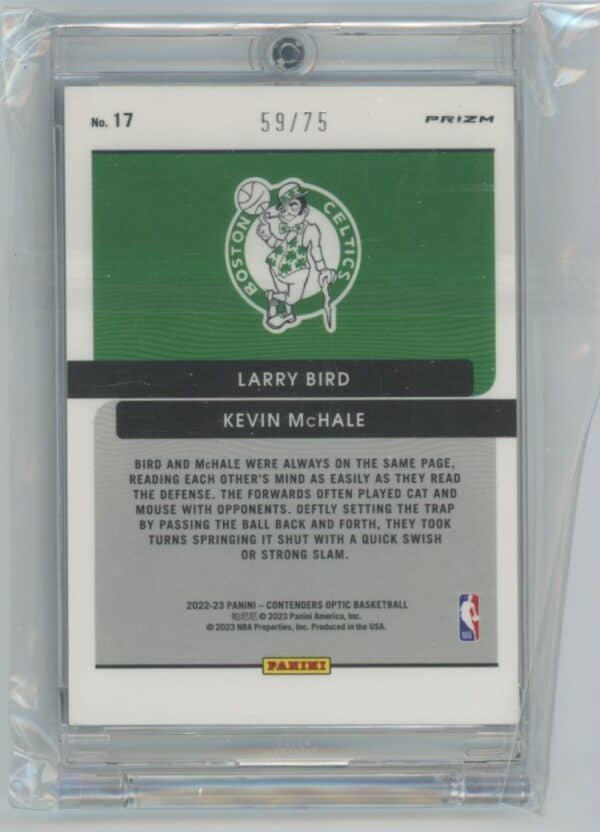 No. 17
59/75
PRIZM
BOSTON CELTICS
LARRY BIRD
KEVIN McHALE
BIRD AND McHALE WERE ALWAYS ON THE SAME PAGE,
READING EACH OTHER'S MIND AS EASILY AS THEY READ
THE DEFENSE. THE FORWARDS OFTEN PLAYED CAT AND
MOUSE WITH OPPONENTS. DEFTLY SETTING THE TRAP
BY PASSING THE BALL BACK AND FORTH, THEY TOOK
TURNS SPRINGING IT SHUT WITH A QUICK SWISH
OR STRONG SLAM.
2022-23 PANINI – CONTENDERS OPTIC BASKETBALL
帕尼尼 © 2023 Panini America, Inc.
© 2023 NBA Properties, Inc. Produced in the USA.
NBA
PANINI